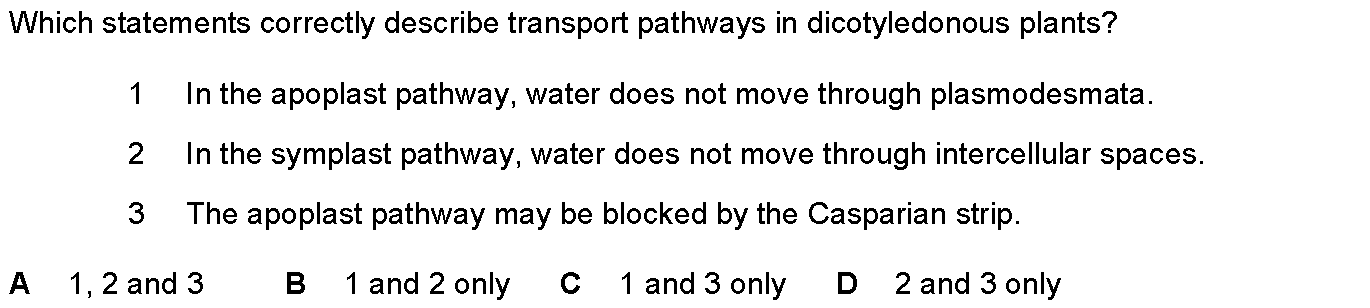 Which statements correctly describe transport pathways in dicotyledonous plants?
1 In the apoplast pathway, water does not move through plasmodesmata.
2 In the symplast pathway, water does not move through intercellular spaces.
3 The apoplast pathway may be blocked by the Casparian strip.
A 1, 2 and 3 B 1 and 2 only C 1 and 3 only D 2 and 3 only